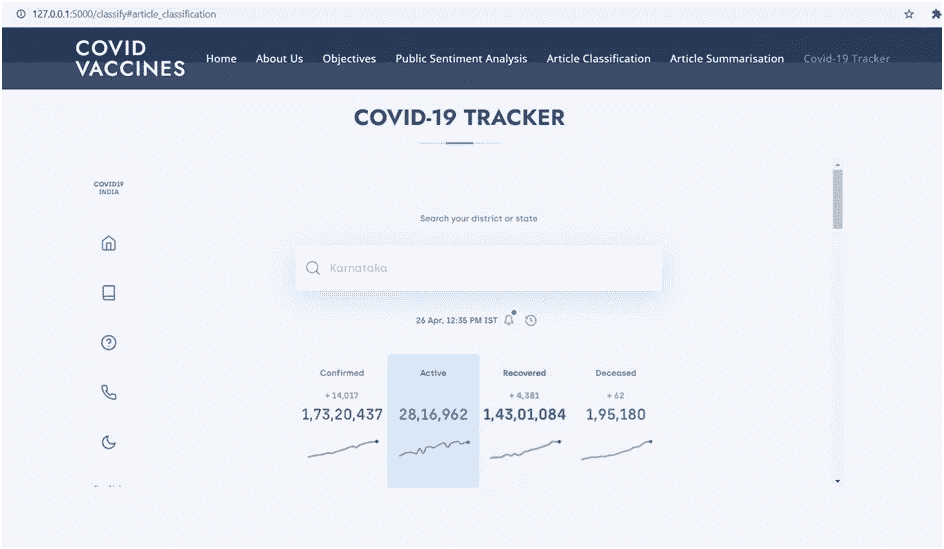 127.0.0.1:5000/classify#article_classification
COVID
VACCINES
Home About Us Objectives Public Sentiment Analysis Article Classification Article Summarisation Covid-19 Tracker
COVID-19 TRACKER
COVID19
INDIA
Search your district or state
Karnataka
26 Apr, 12:35 PM IST
Confirmed Active Recovered Deceased
+ 14,017 + 4,381 + 62
1,73,20,437 28,16,962 1,43,01,084 1,95,180